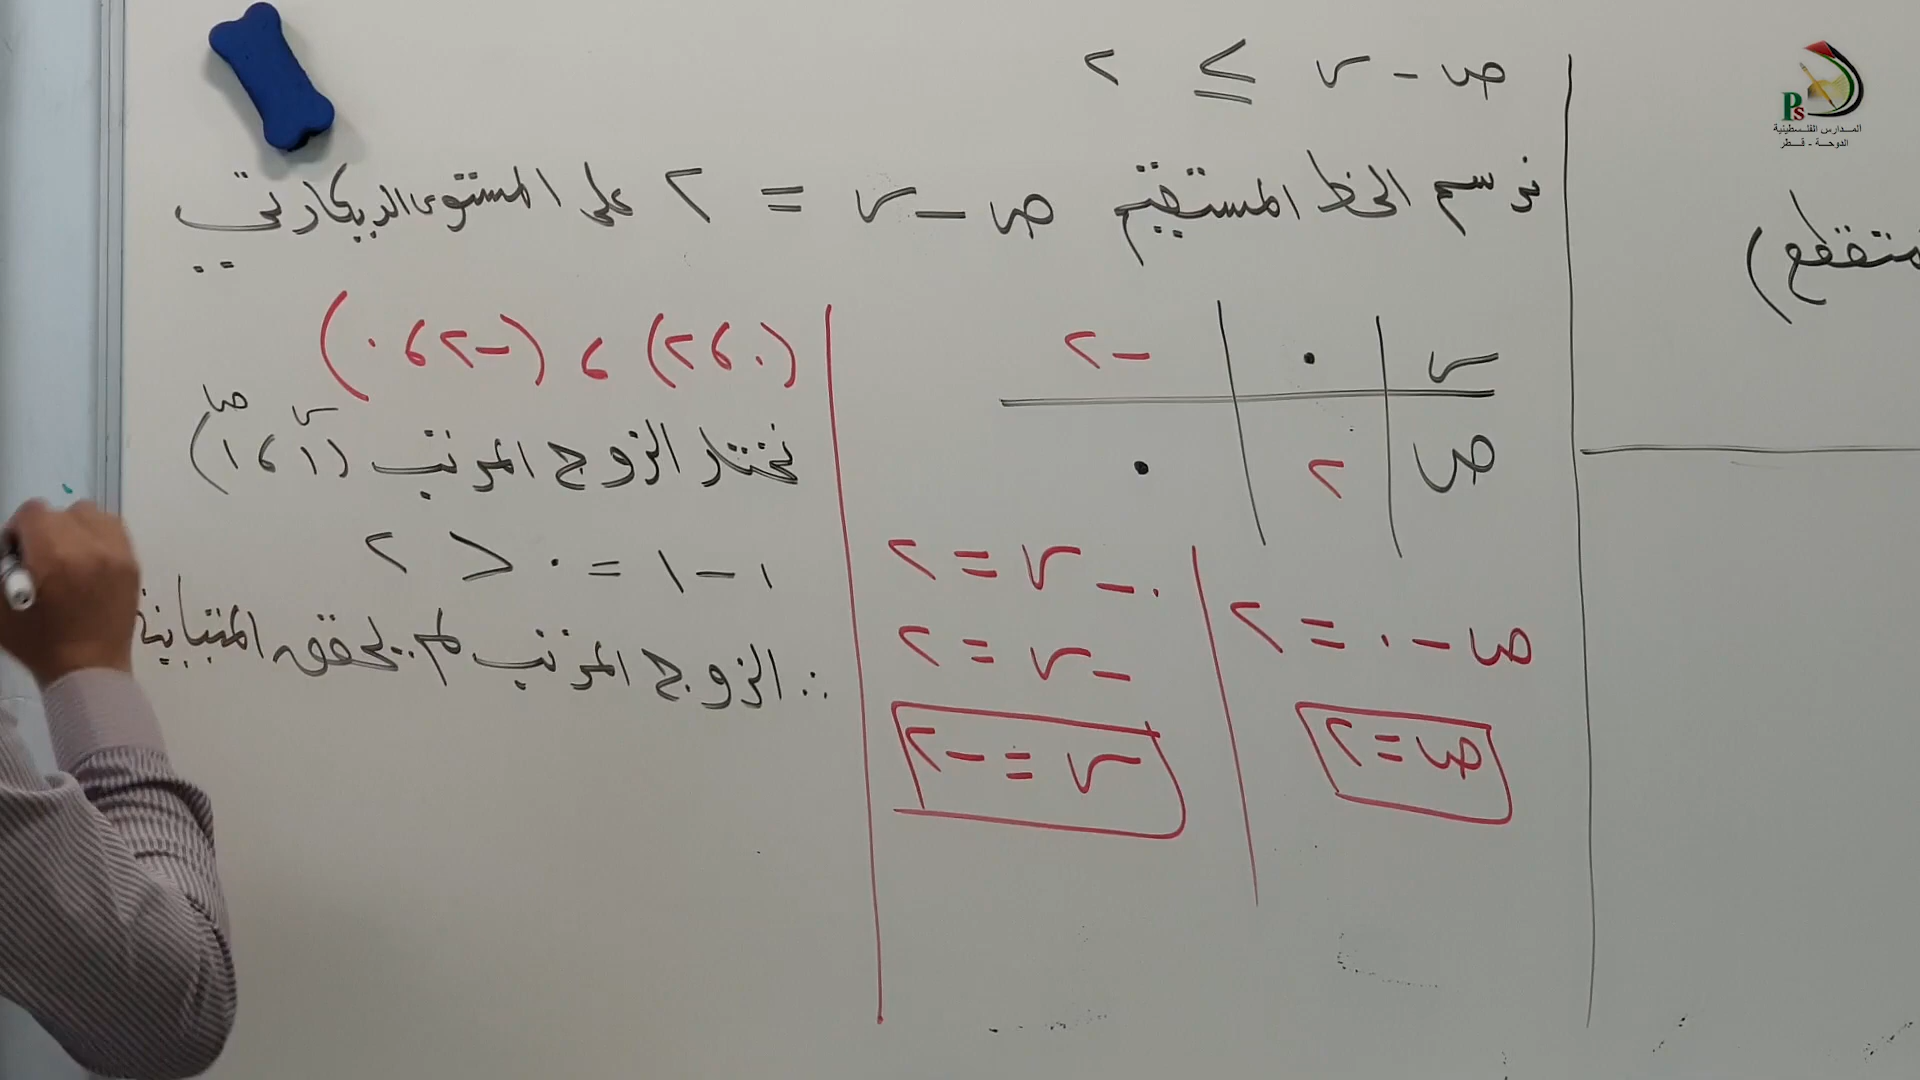 Ps
المدارس الفلسطينية
الدوحة - قطر
متقطع)
ص - س ≥ ٢
نرسم الخط المستقيم ص - س = ٢ على المستوى الديكارتي
س ٠ -٢
ص ٢ ٠
ص - ٠ = ٢
ص = ٢
٠ - س = ٢
- س = ٢
س = -٢
(٠، ٢) ، (-٢، ٠)
س ص
نختار الزوج المرتب (١، ١)
١ - ١ = ٠ < ٢
∴ الزوج المرتب لم يحقق المتباينة